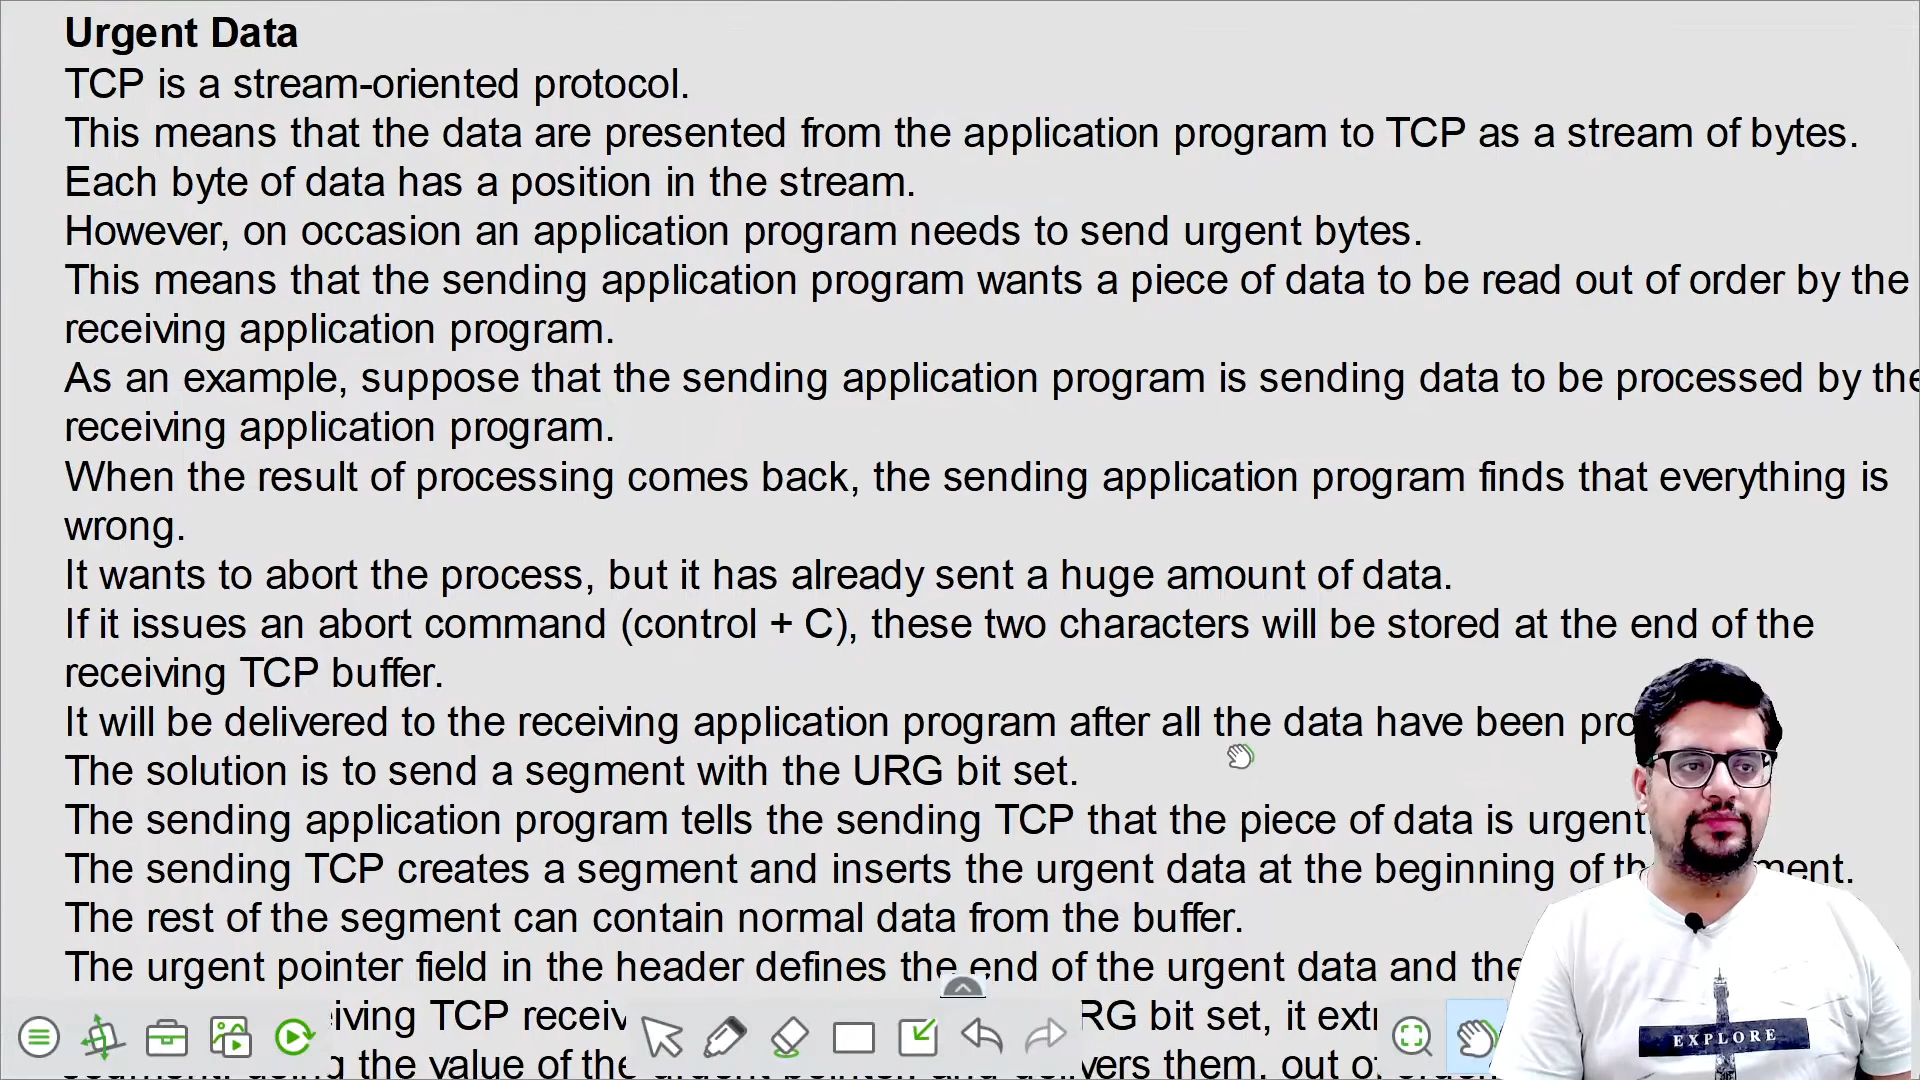 Urgent Data
TCP is a stream-oriented protocol.
This means that the data are presented from the application program to TCP as a stream of bytes.
Each byte of data has a position in the stream.
However, on occasion an application program needs to send urgent bytes.
This means that the sending application program wants a piece of data to be read out of order by the
receiving application program.
As an example, suppose that the sending application program is sending data to be processed by the
receiving application program.
When the result of processing comes back, the sending application program finds that everything is
wrong.
It wants to abort the process, but it has already sent a huge amount of data.
If it issues an abort command (control + C), these two characters will be stored at the end of the
receiving TCP buffer.
It will be delivered to the receiving application program after all the data have been
The solution is to send a segment with the URG bit set.
The sending application program tells the sending TCP that the piece of data is urgent.
The sending TCP creates a segment and inserts the urgent data at the beginning of
The rest of the segment can contain normal data from the buffer.
The urgent pointer field in the header defines the end of the urgent data and the
TCP bit set, it
the value of the them, out of
EXPLORE